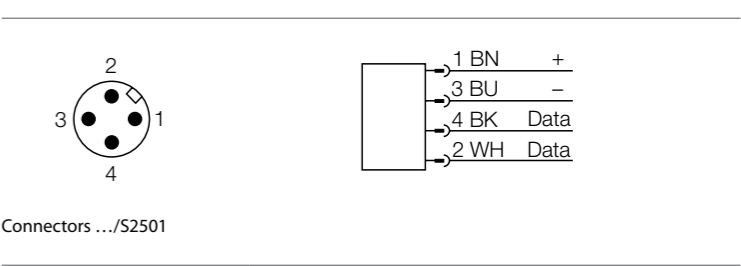 2
3
1
4
1 BN +
3 BU –
4 BK Data
2 WH Data
Connectors …/S2501